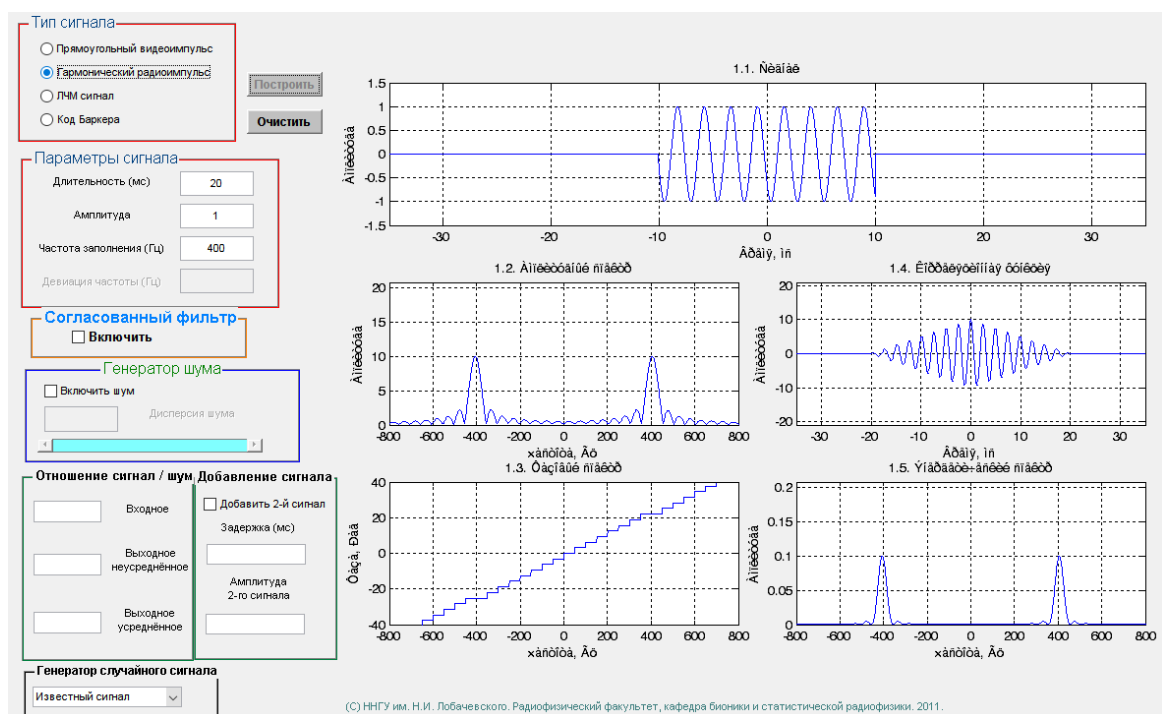 Тип сигнала
Прямоугольный видеоимпульс
Гармонический радиоимпульс
ЛЧМ сигнал
Код Баркера
Построить
Очистить
Параметры сигнала
Длительность (мс) 20
Амплитуда 1
Частота заполнения (Гц) 400
Девиация частоты (Гц)
Согласованный фильтр
Включить
Генератор шума
Включить шум
Дисперсия шума
Отношение сигнал / шум
Входное
Выходное
неусреднённое
Выходное
усреднённое
Добавление сигнала
Добавить 2-й сигнал
Задержка (мс)
Амплитуда
2-го сигнала
Генератор случайного сигнала
Известный сигнал
1.1. Ñèãíàë
Àìïëèòóäà
1.5
1
0.5
0
-0.5
-1
-1.5
-30 -20 -10 0 10 20 30
Âðåìÿ, ìñ
1.2. Àìïëèòóäíûé ñïåêòð
Àìïëèòóäà
20
15
10
5
0
-800 -600 -400 -200 0 200 400 600 800
×àñòîòà, Ãö
1.4. Êîððåëÿöèîííàÿ ôóíêöèÿ
Àìïëèòóäà
20
10
0
-10
-20
-30 -20 -10 0 10 20 30
Âðåìÿ, ìñ
1.3. Ôàçîâûé ñïåêòð
Ôàçà, Ðàä
40
20
0
-20
-40
-800 -600 -400 -200 0 200 400 600 800
×àñòîòà, Ãö
1.5. Ýíåðãåòè÷åñêèé ñïåêòð
Àìïëèòóäà
0.2
0.15
0.1
0.05
0
-800 -600 -400 -200 0 200 400 600 800
×àñòîòà, Ãö
(C) ННГУ им. Н.И. Лобачевского. Радиофизический факультет, кафедра бионики и статистической радиофизики. 2011.